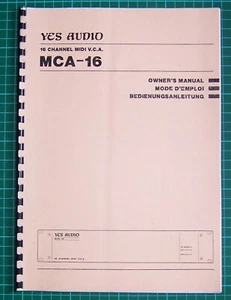 YES AUDIO
16 CHANNEL MIDI V.C.A.
MCA-16
OWNER'S MANUAL
MODE D'EMPLOI
BEDIENUNGSANLEITUNG
YES AUDIO